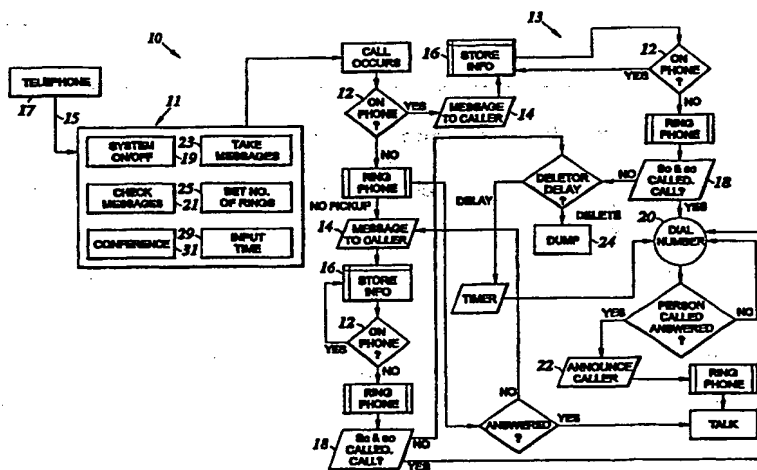 10
13
TELEPHONE
17
15
11
SYSTEM
ON/OFF
19
23
TAKE
MESSAGES
CHECK
MESSAGES
21
25
SET NO.
OF RINGS
CONFERENCE
31
29
INPUT
TIME
CALL
OCCURS
12
ON
PHONE
?
YES
NO
MESSAGE
TO CALLER
14
16
STORE
INFO
12
ON
PHONE
?
YES
NO
RING
PHONE
So & so
CALLED.
CALL?
18
NO
YES
RING
PHONE
NO PICKUP
14
MESSAGE
TO CALLER
16
STORE
INFO
12
ON
PHONE
?
YES
NO
RING
PHONE
18
So & so
CALLED.
CALL?
NO
YES
DELETOR
DELAY
?
DELAY
DELETE
DUMP
24
TIMER
20
DIAL
NUMBER
PERSON
CALLED
ANSWERED
?
YES
NO
22
ANNOUNCE
CALLER
RING
PHONE
TALK
ANSWERED
?
NO
YES